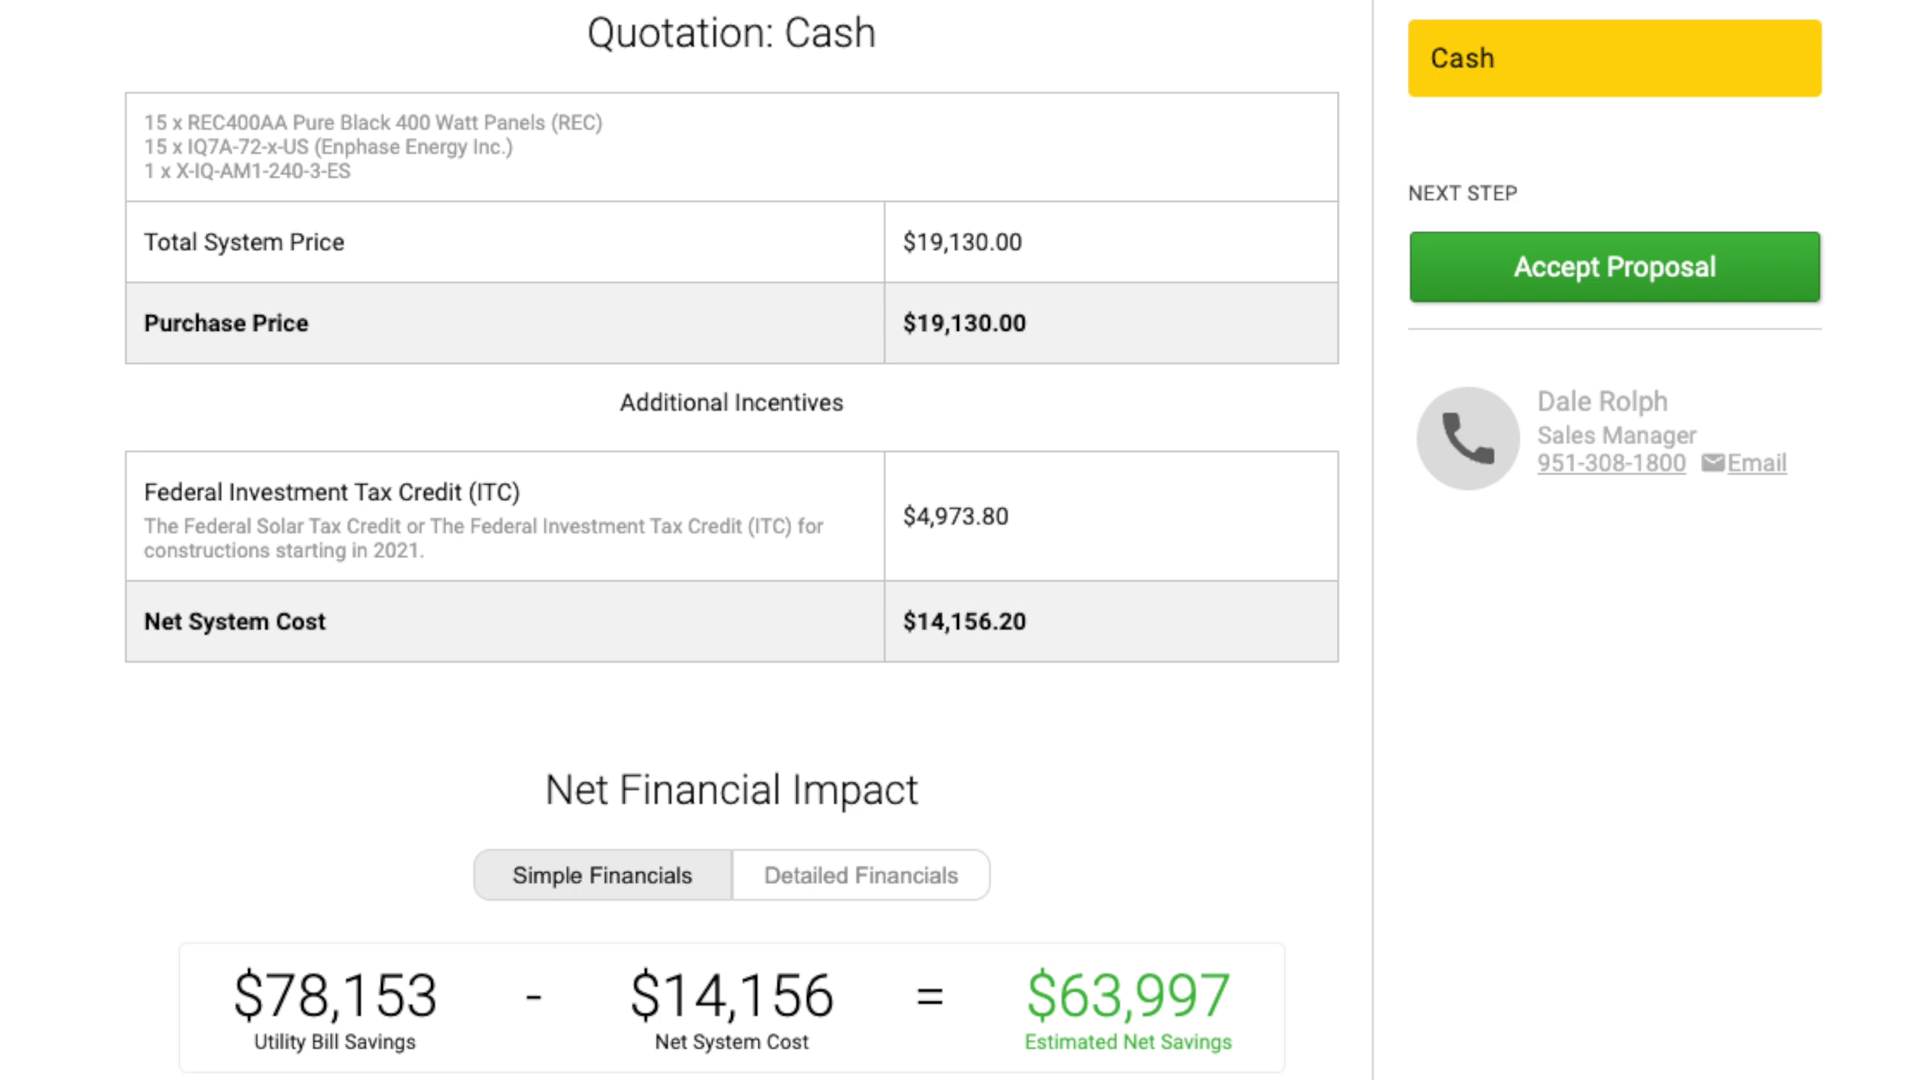 Quotation: Cash
15 x REC400AA Pure Black 400 Watt Panels (REC)
15 x IQ7A-72-x-US (Enphase Energy Inc.)
1 x X-IQ-AM1-240-3-ES
Total System Price $19,130.00
Purchase Price $19,130.00
Additional Incentives
Federal Investment Tax Credit (ITC)
The Federal Solar Tax Credit or The Federal Investment Tax Credit (ITC) for
constructions starting in 2021.
$4,973.80
Net System Cost $14,156.20
Net Financial Impact
Simple Financials Detailed Financials
$78,153 - $14,156 = $63,997
Utility Bill Savings Net System Cost Estimated Net Savings
Cash
NEXT STEP
Accept Proposal
Dale Rolph
Sales Manager
951-308-1800 Email